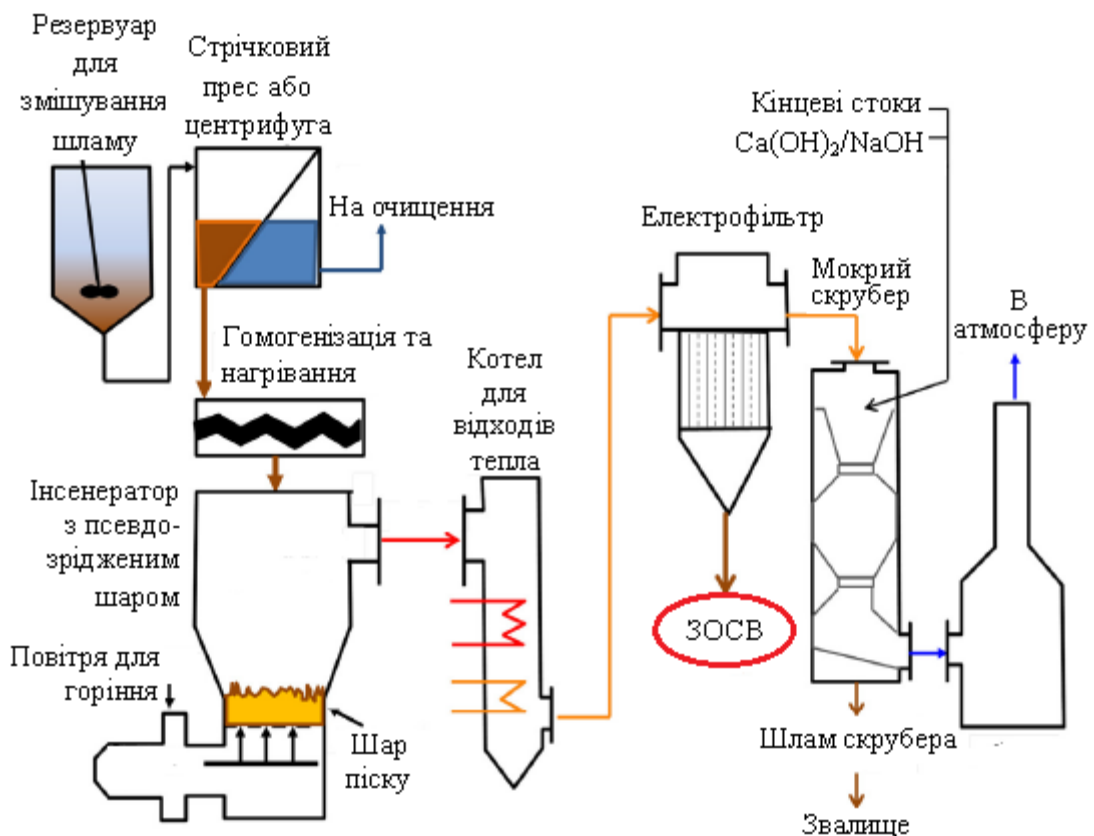 Резервуар
для
змішування
шламу
Стрічковий
прес або
центрифуга
На очищення
Кінцеві стоки
Ca(OH)₂/NaOH
Електрофільтр
Мокрий
скрубер
В
атмосферу
Гомогенізація та
нагрівання
Котел
для
відходів
тепла
Інсенератор
з псевдо-
зрідженим
шаром
ЗОСВ
Повітря для
горіння
Шар
піску
Шлам скрубера
Звалище